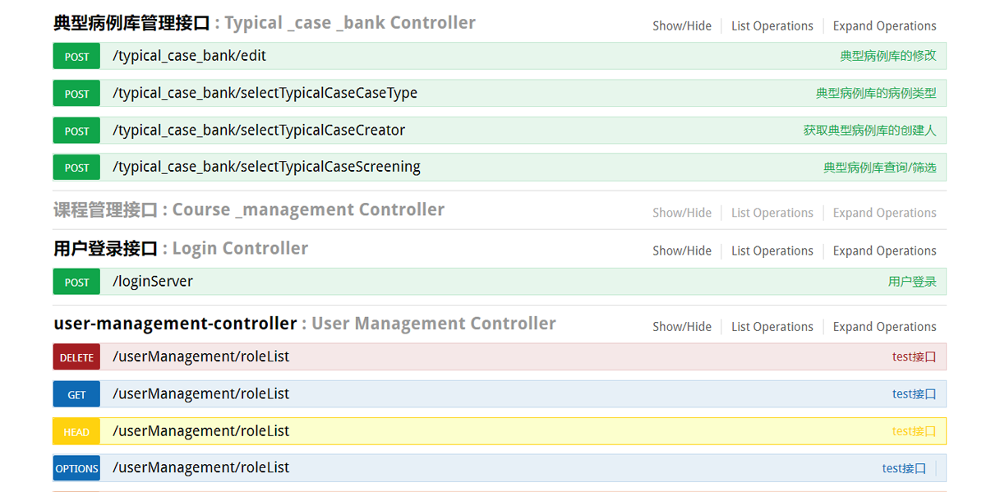 典型病例库管理接口 : Typical _case _bank Controller Show/Hide List Operations Expand Operations
POST /typical_case_bank/edit 典型病例库的修改
POST /typical_case_bank/selectTypicalCaseCaseType 典型病例库的病例类型
POST /typical_case_bank/selectTypicalCaseCreator 获取典型病例库的创建人
POST /typical_case_bank/selectTypicalCaseScreening 典型病例库查询/筛选
课程管理接口 : Course _management Controller Show/Hide List Operations Expand Operations
用户登录接口 : Login Controller Show/Hide List Operations Expand Operations
POST /loginServer 用户登录
user-management-controller : User Management Controller Show/Hide List Operations Expand Operations
DELETE /userManagement/roleList test接口
GET /userManagement/roleList test接口
HEAD /userManagement/roleList test接口
OPTIONS /userManagement/roleList test接口